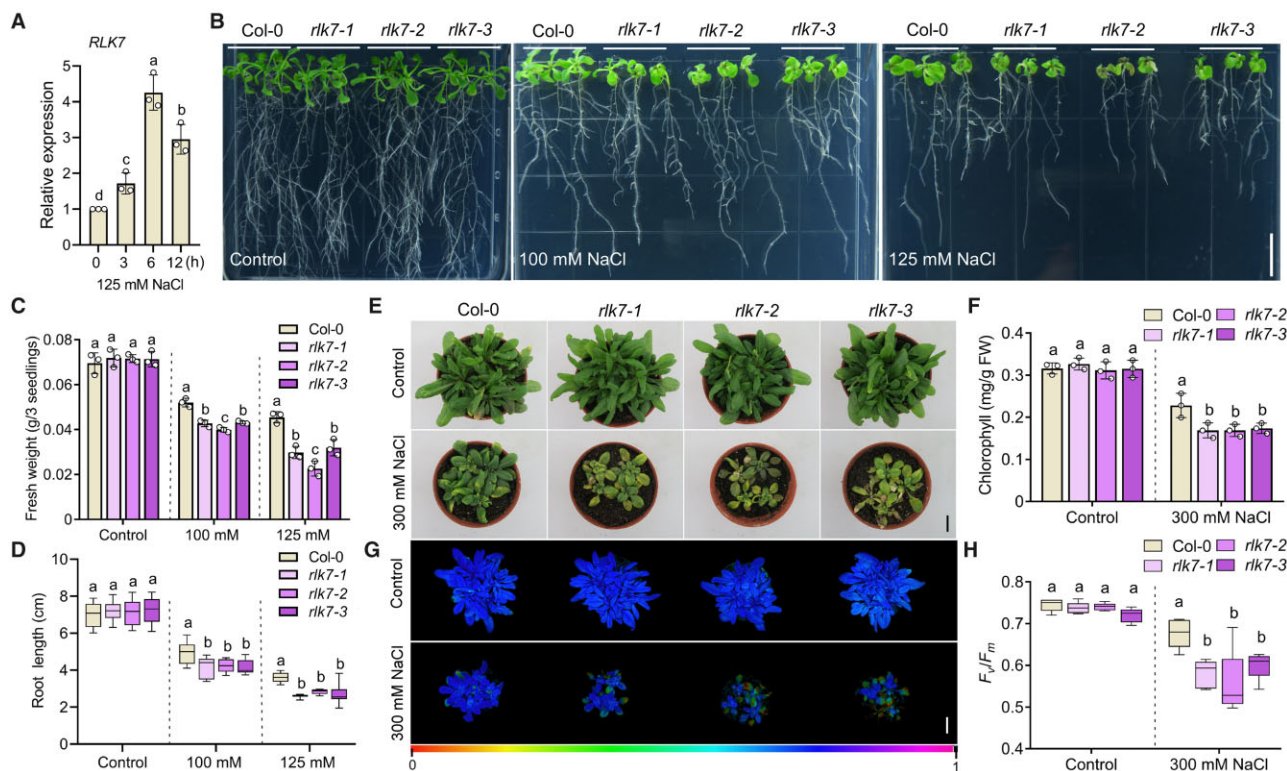 A
RLK7
Relative expression
5
4
3
2
1
0
d
c
a
b
0 3 6 12 (h)
125 mM NaCl
B
Col-0 rlk7-1 rlk7-2 rlk7-3
Control
Col-0 rlk7-1 rlk7-2 rlk7-3
100 mM NaCl
Col-0 rlk7-1 rlk7-2 rlk7-3
125 mM NaCl
C
Fresh weight (g/3 seedlings)
0.08
0.06
0.04
0.02
0
a a a a
a b c b
a b c b
Control 100 mM 125 mM
Col-0
rlk7-1
rlk7-2
rlk7-3
D
Root length (cm)
10
8
6
4
2
0
a a a a
a b b b
a b b b
Control 100 mM 125 mM
Col-0
rlk7-1
rlk7-2
rlk7-3
E
Col-0 rlk7-1 rlk7-2 rlk7-3
Control
300 mM NaCl
F
Col-0 rlk7-2
rlk7-1 rlk7-3
Chlorophyll (mg/g FW)
0.4
0.3
0.2
0.1
0
a a a a
a b b b
Control 300 mM NaCl
G
Control
300 mM NaCl
0 1
H
Col-0 rlk7-2
rlk7-1 rlk7-3
Fv/Fm
0.8
0.7
0.6
0.5
0.4
a a a a
a b b b
Control 300 mM NaCl